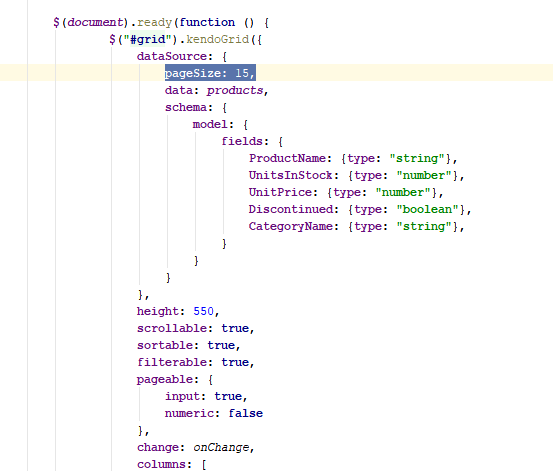 $(document).ready(function () {
$("#grid").kendoGrid({
dataSource: {
pageSize: 15,
data: products,
schema: {
model: {
fields: {
ProductName: {type: "string"},
UnitsInStock: {type: "number"},
UnitPrice: {type: "number"},
Discontinued: {type: "boolean"},
CategoryName: {type: "string"},
}
}
}
},
height: 550,
scrollable: true,
sortable: true,
filterable: true,
pageable: {
input: true,
numeric: false
},
change: onChange,
columns: [